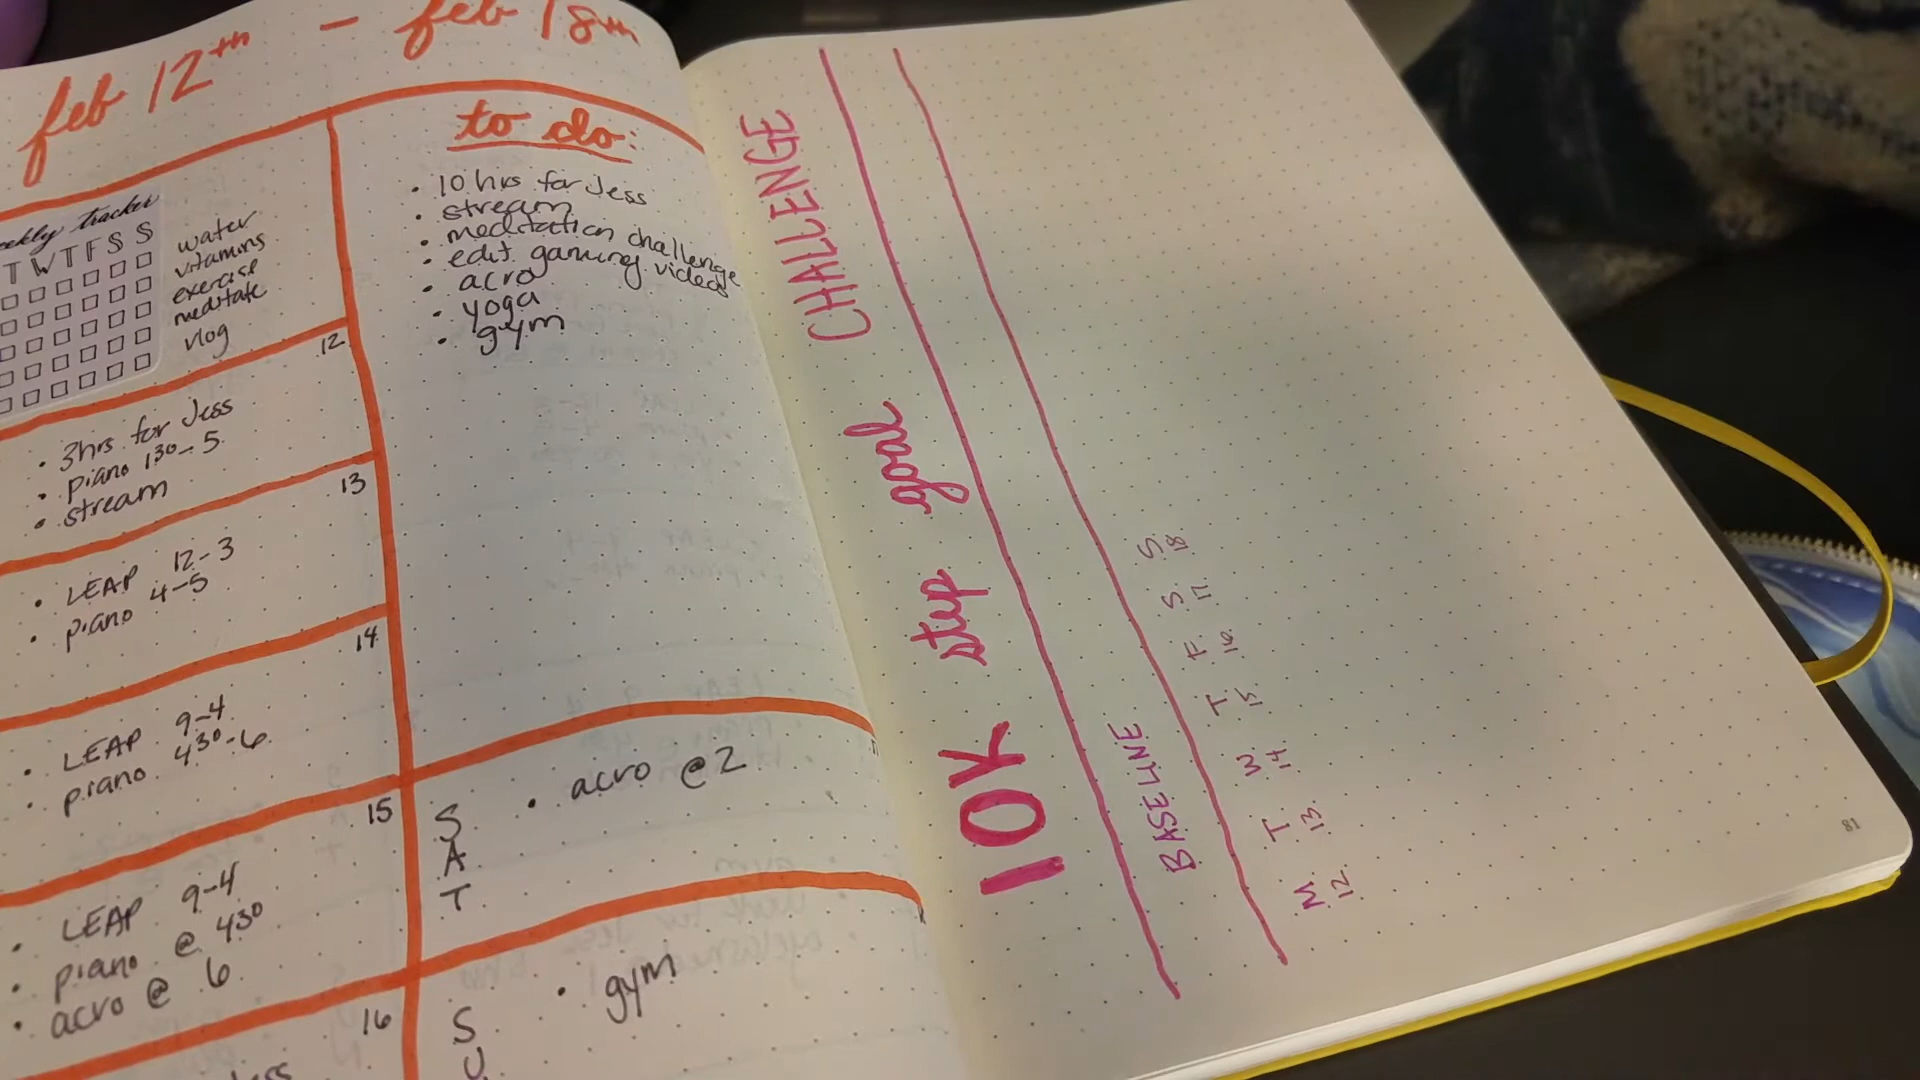 feb 12th - feb 18th
weekly tracker
T W T F S S
water
vitamins
exercise
meditate
vlog
to do:
• 10 hrs for Jess
• stream
• meditation challenge
• edit gaming videos
• acro
• yoga
• gym
12
• 3hrs for Jess
• piano 130-5
• stream
13
• LEAP 12-3
• piano 4-5
14
• LEAP 9-4
• piano 430-6
15
• LEAP 9-4
• piano @ 430
• acro @ 6
16
SAT
• acro @ 2
SU
• gym
10K step goal CHALLENGE
BASELINE
M T W T F S S
12 13 14 15 16 17 18
81